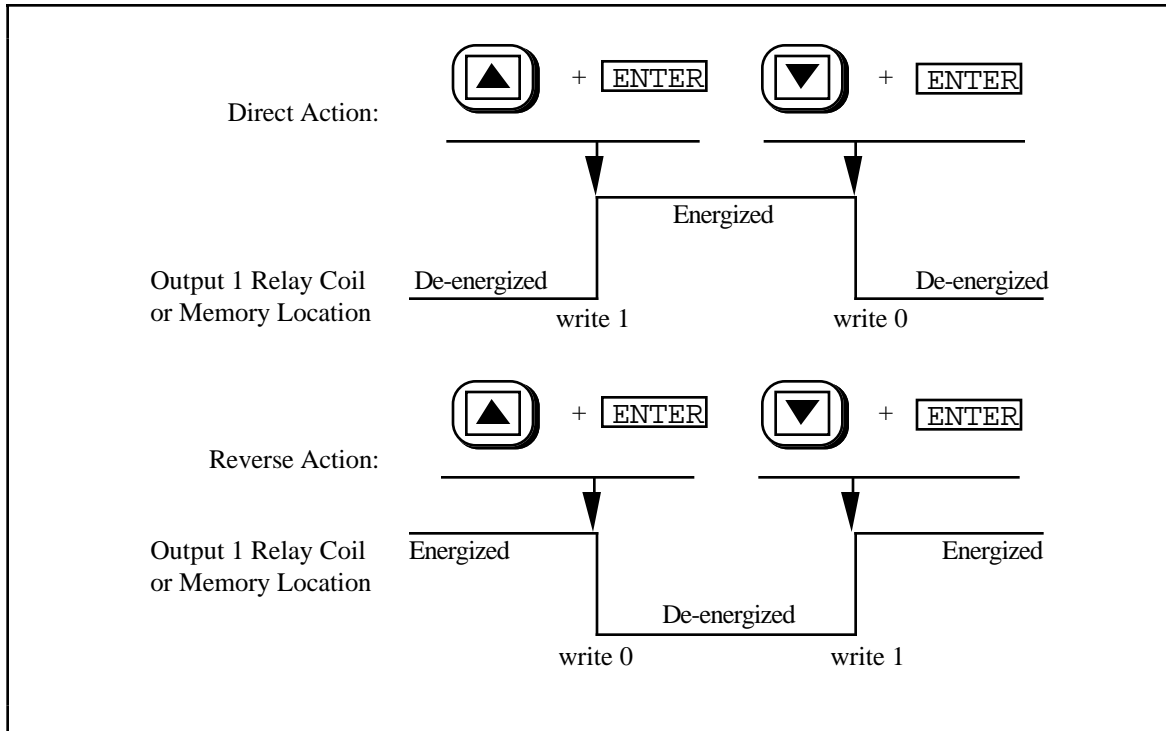 + ENTER + ENTER
Direct Action:
Energized
Output 1 Relay Coil De-energized De-energized
or Memory Location
write 1 write 0
+ ENTER + ENTER
Reverse Action:
Output 1 Relay Coil Energized Energized
or Memory Location
De-energized
write 0 write 1